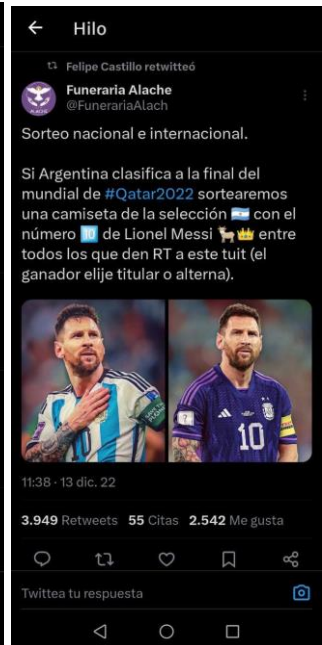 Hilo
Felipe Castillo retwitteó
Funeraria Alache
@FunerariaAlach
Sorteo nacional e internacional.
Si Argentina clasifica a la final del
mundial de #Qatar2022 sortearemos
una camiseta de la selección 🇦🇷 con el
número 🔟 de Lionel Messi 🐐👑 entre
todos los que den RT a este tuit (el
ganador elije titular o alterna).
10
10
11:38 · 13 dic. 22
3.949 Retweets 55 Citas 2.542 Me gusta
Twittea tu respuesta